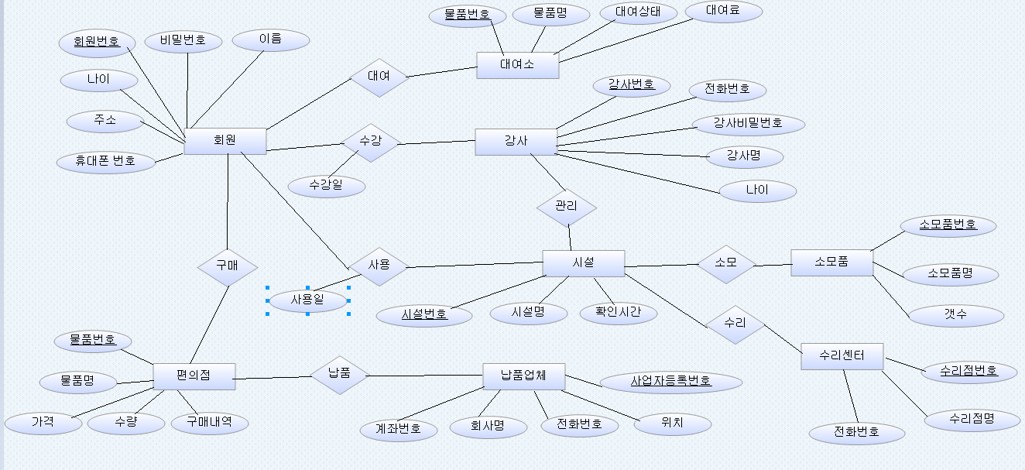 물품번호
물품명
대여상태
대여료
회원번호
비밀번호
이름
대여소
대여
나이
강사번호
전화번호
주소
강사비밀번호
회원
수강
강사
휴대폰 번호
강사명
수강일
나이
관리
소모품번호
구매
사용
시설
소모
소모품
소모품명
사용일
시설번호
시설명
확인시간
갯수
수리
물품번호
수리센터
편의점
납품
납품업체
사업자등록번호
수리점번호
물품명
가격
수량
구매내역
계좌번호
회사명
전화번호
위치
전화번호
수리점명